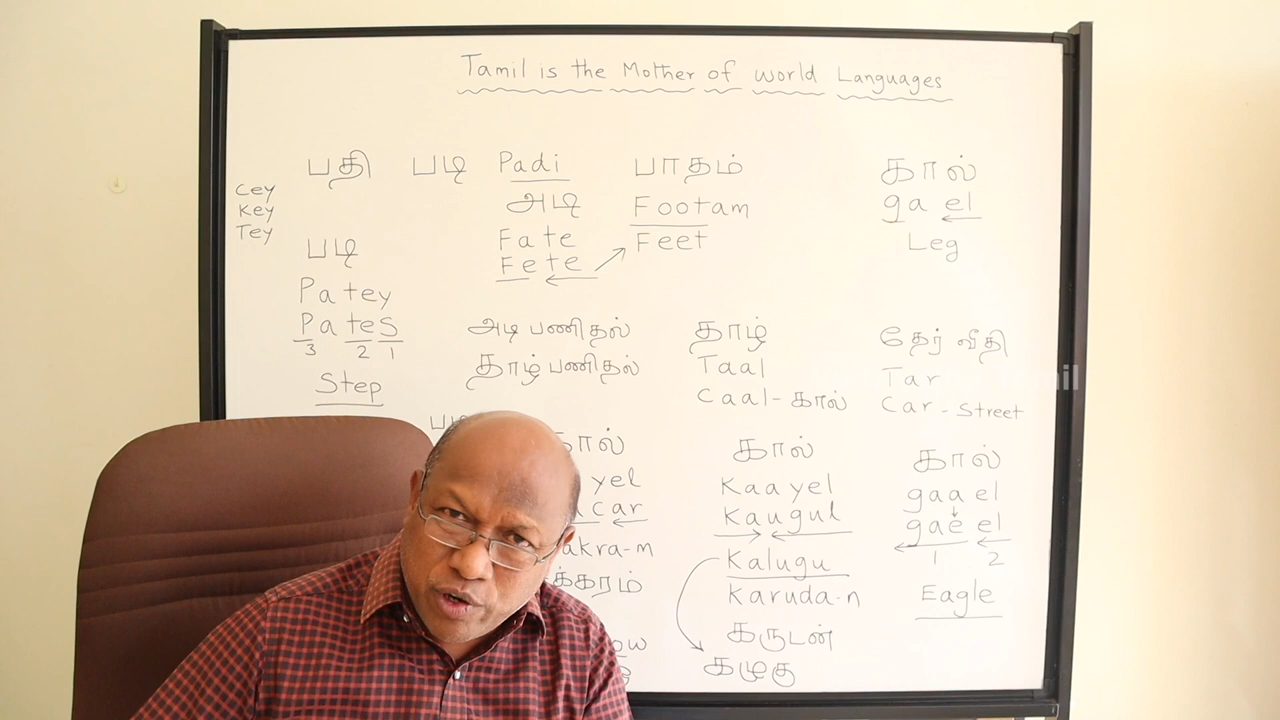 Tamil is the Mother of world Languages
பதி படி Padi பாதம் கால்
Cey
Key
Tey
அடி Footam ga el
படி Fate Feet Leg
Fete
Patey
Pates
3 2 1
Step
அடி பணிதல்
தாழ் பணிதல்
தாழ்
Taal
Caal - கால்
தேர் வீதி
Tar
Car - Street
கால்
yel
car
akra-m
க்கரம்
கால்
Kaayel
Kaugul
Kalugu
Karuda-n
கருடன்
கழுகு
கால்
gaael
gae el
1 2
Eagle